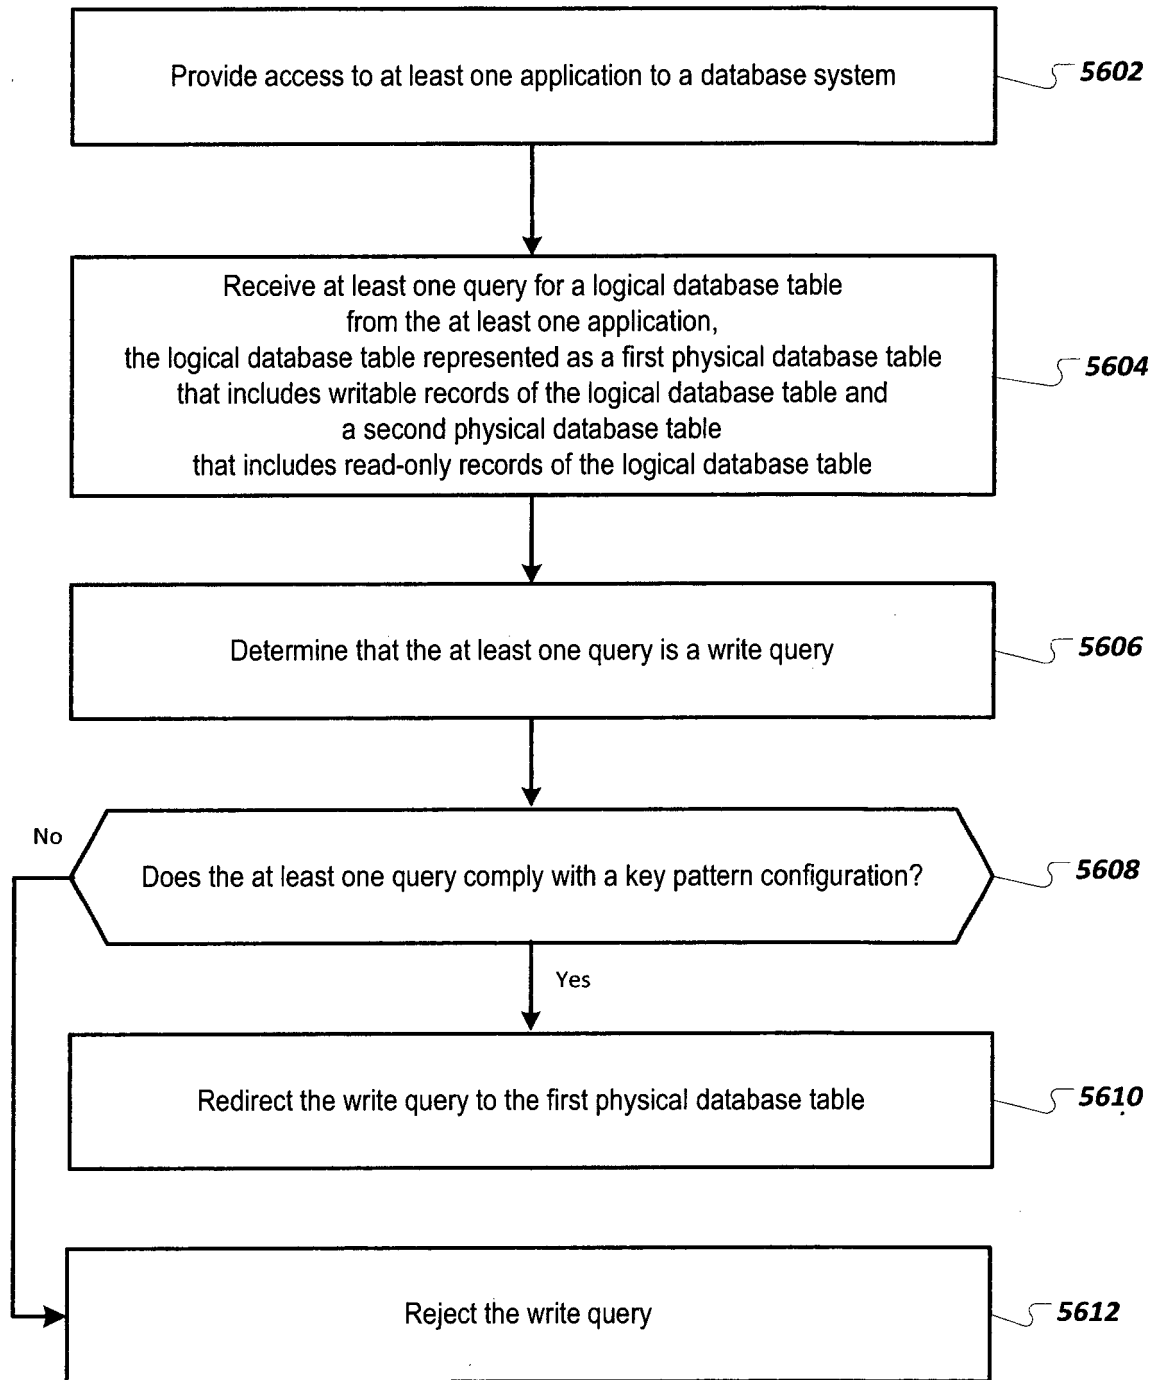 Provide access to at least one application to a database system
5602
Receive at least one query for a logical database table
from the at least one application,
the logical database table represented as a first physical database table
that includes writable records of the logical database table and
a second physical database table
that includes read-only records of the logical database table
5604
Determine that the at least one query is a write query
5606
No
Does the at least one query comply with a key pattern configuration?
5608
Yes
Redirect the write query to the first physical database table
5610
Reject the write query
5612